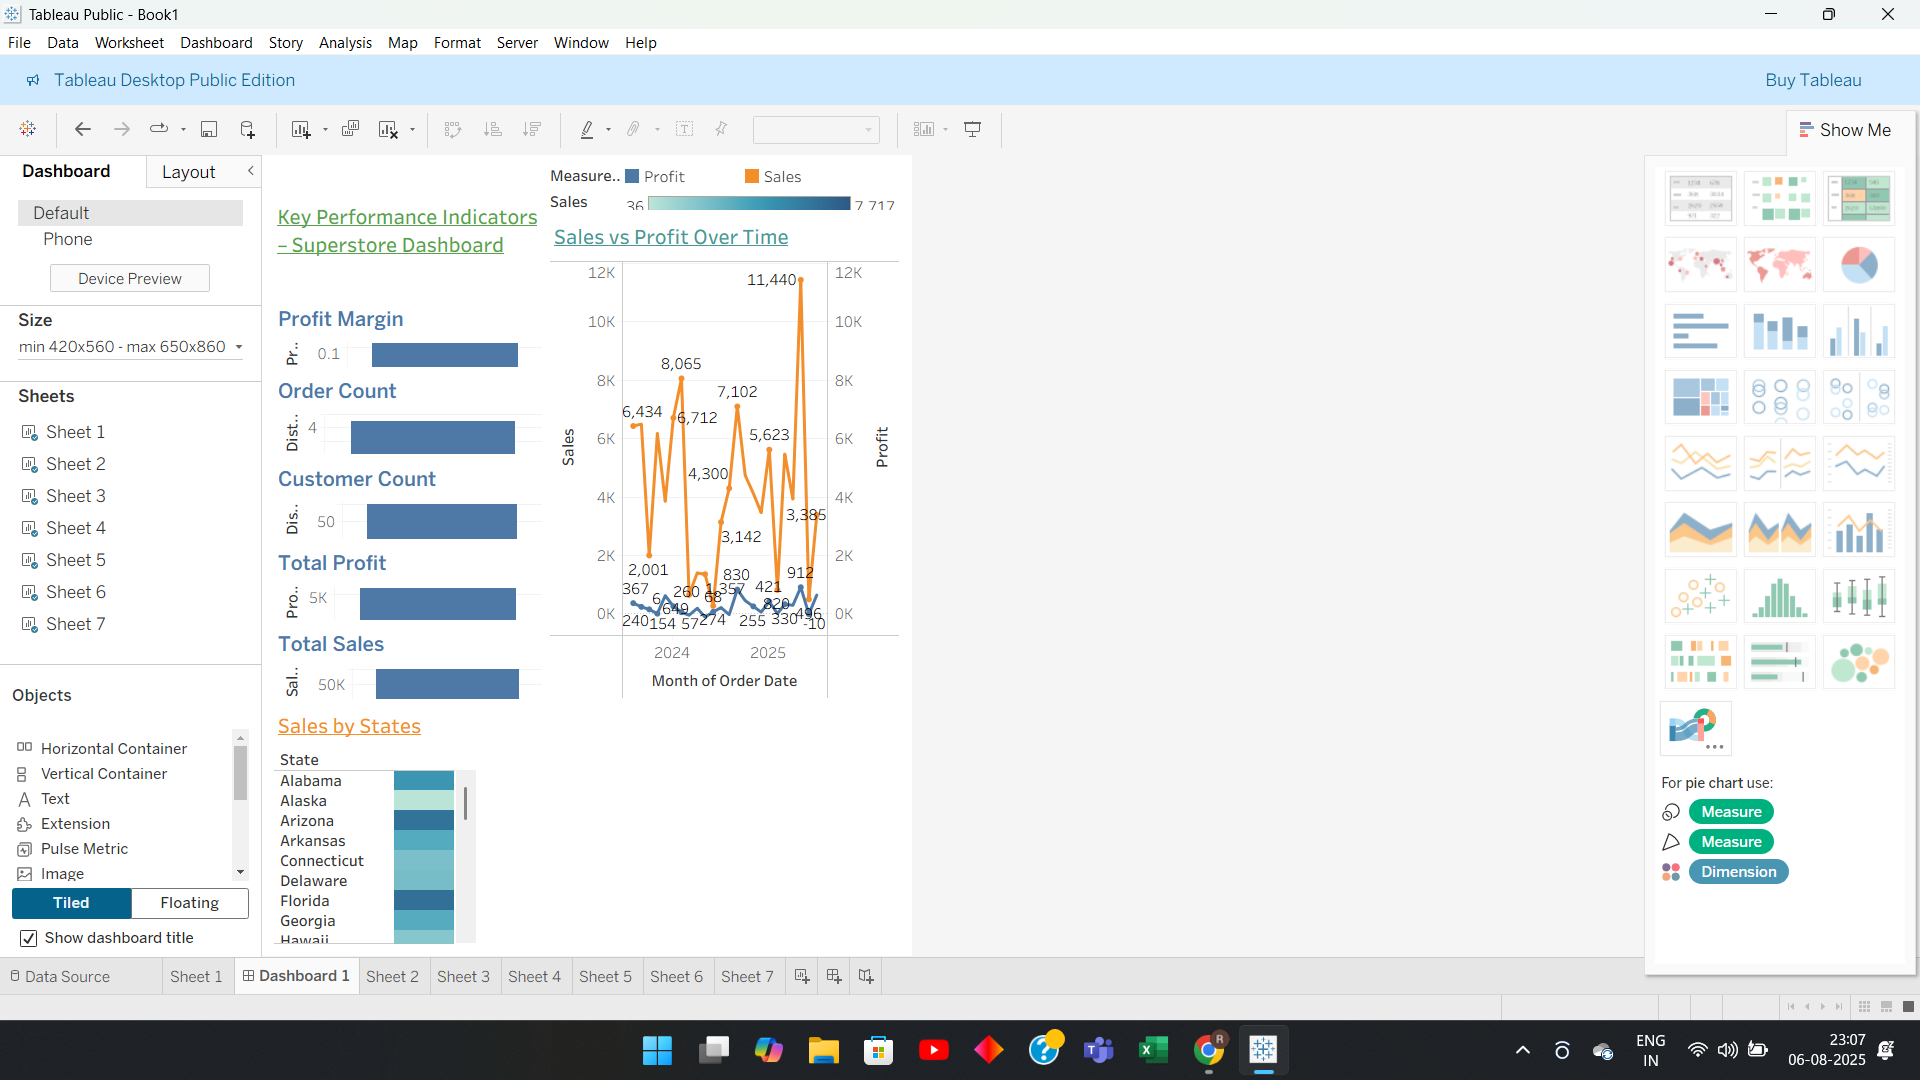 Tableau Public - Book1
File Data Worksheet Dashboard Story Analysis Map Format Server Window Help
Tableau Desktop Public Edition
Buy Tableau
Show Me
Dashboard
Layout
Default
Phone
Device Preview
Size
min 420x560 - max 650x860
Sheets
Sheet 1
Sheet 2
Sheet 3
Sheet 4
Sheet 5
Sheet 6
Sheet 7
Objects
Horizontal Container
Vertical Container
Text
Extension
Pulse Metric
Image
Tiled
Floating
Show dashboard title
Key Performance Indicators
– Superstore Dashboard
Profit Margin
Pr..
0.1
Order Count
Dist..
4
Customer Count
Dis..
50
Total Profit
Pro..
5K
Total Sales
Sal..
50K
Sales by States
State
Alabama
Alaska
Arizona
Arkansas
Connecticut
Delaware
Florida
Georgia
Hawaii
Measure.. Profit Sales
Sales 36 7,717
Sales vs Profit Over Time
Sales
12K
10K
8K
6K
4K
2K
0K
11,440
8,065
7,102
6,434
6,712
5,623
4,300
3,385
3,142
2,001
830
912
367
260
1,357
421
6
649
68
820
496
240
154
57
274
255
330
-10
12K
10K
8K
6K
4K
2K
0K
Profit
2024
2025
Month of Order Date
For pie chart use:
Measure
Measure
Dimension
Data Source
Sheet 1
Dashboard 1
Sheet 2
Sheet 3
Sheet 4
Sheet 5
Sheet 6
Sheet 7
R
T
ENG
IN
23:07
06-08-2025